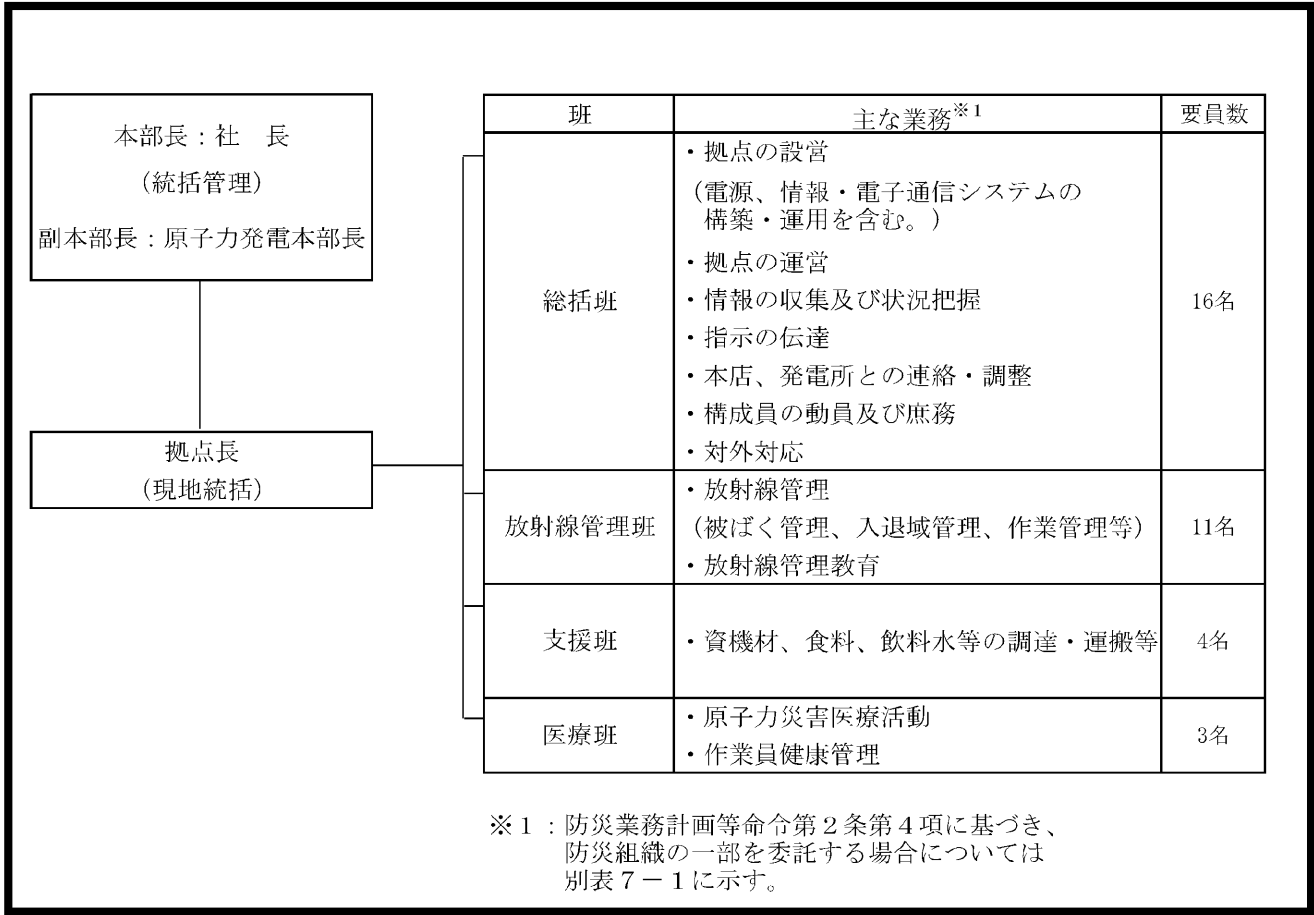 本部長：社　長
（統括管理）
副本部長：原子力発電本部長
拠点長
（現地統括）
班
主な業務※1
要員数
総括班
・拠点の設営
（電源、情報・電子通信システムの
構築・運用を含む。）
・拠点の運営
・情報の収集及び状況把握
・指示の伝達
・本店、発電所との連絡・調整
・構成員の動員及び庶務
・対外対応
16名
放射線管理班
・放射線管理
（被ばく管理、入退域管理、作業管理等）
・放射線管理教育
11名
支援班
・資機材、食料、飲料水等の調達・運搬等
4名
医療班
・原子力災害医療活動
・作業員健康管理
3名
※１：防災業務計画等命令第２条第４項に基づき、
防災組織の一部を委託する場合については
別表７－１に示す。